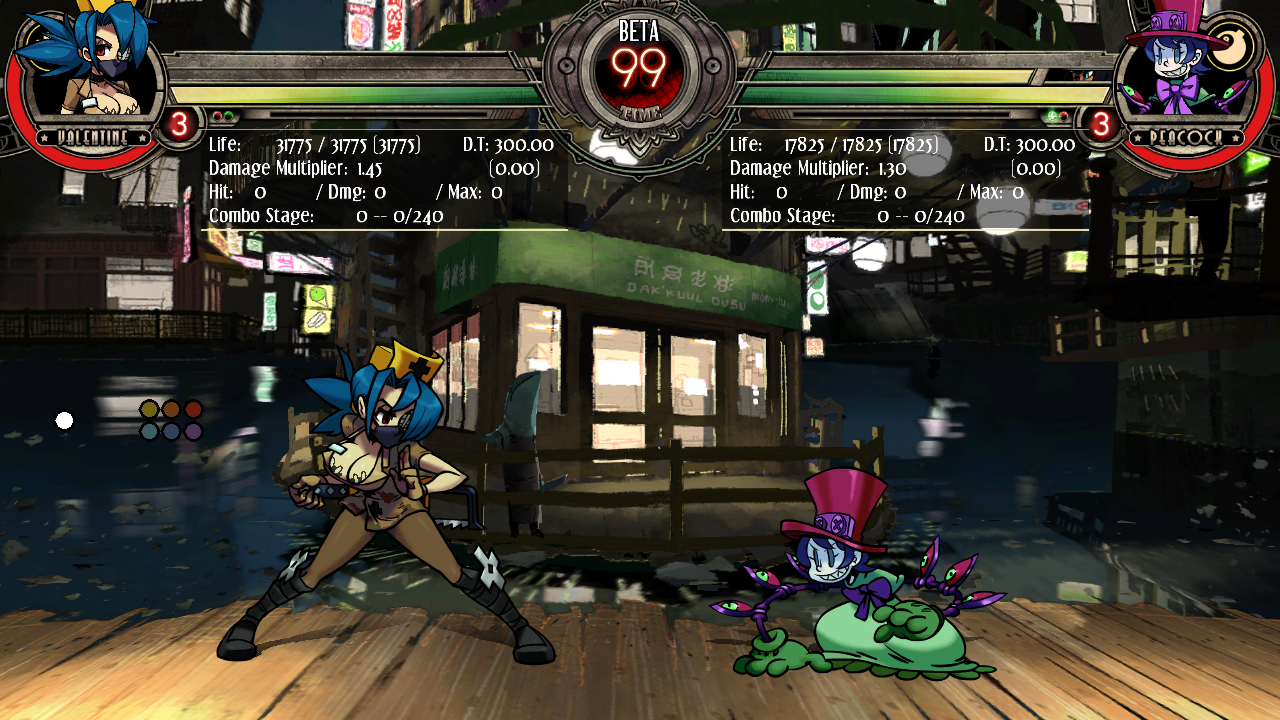 BETA
99
TIME
VALENTINE
3
3
PEACOCK
Life: 31775 / 31775 [31775] D.T: 300.00
Damage Multiplier: 1.45 [0.00]
Hit: 0 / Dmg: 0 / Max: 0
Combo Stage: 0 -- 0/240
Life: 17825 / 17825 [17825] D.T: 300.00
Damage Multiplier: 1.30 [0.00]
Hit: 0 / Dmg: 0 / Max: 0
Combo Stage: 0 -- 0/240
DAK'KUUL OUSU